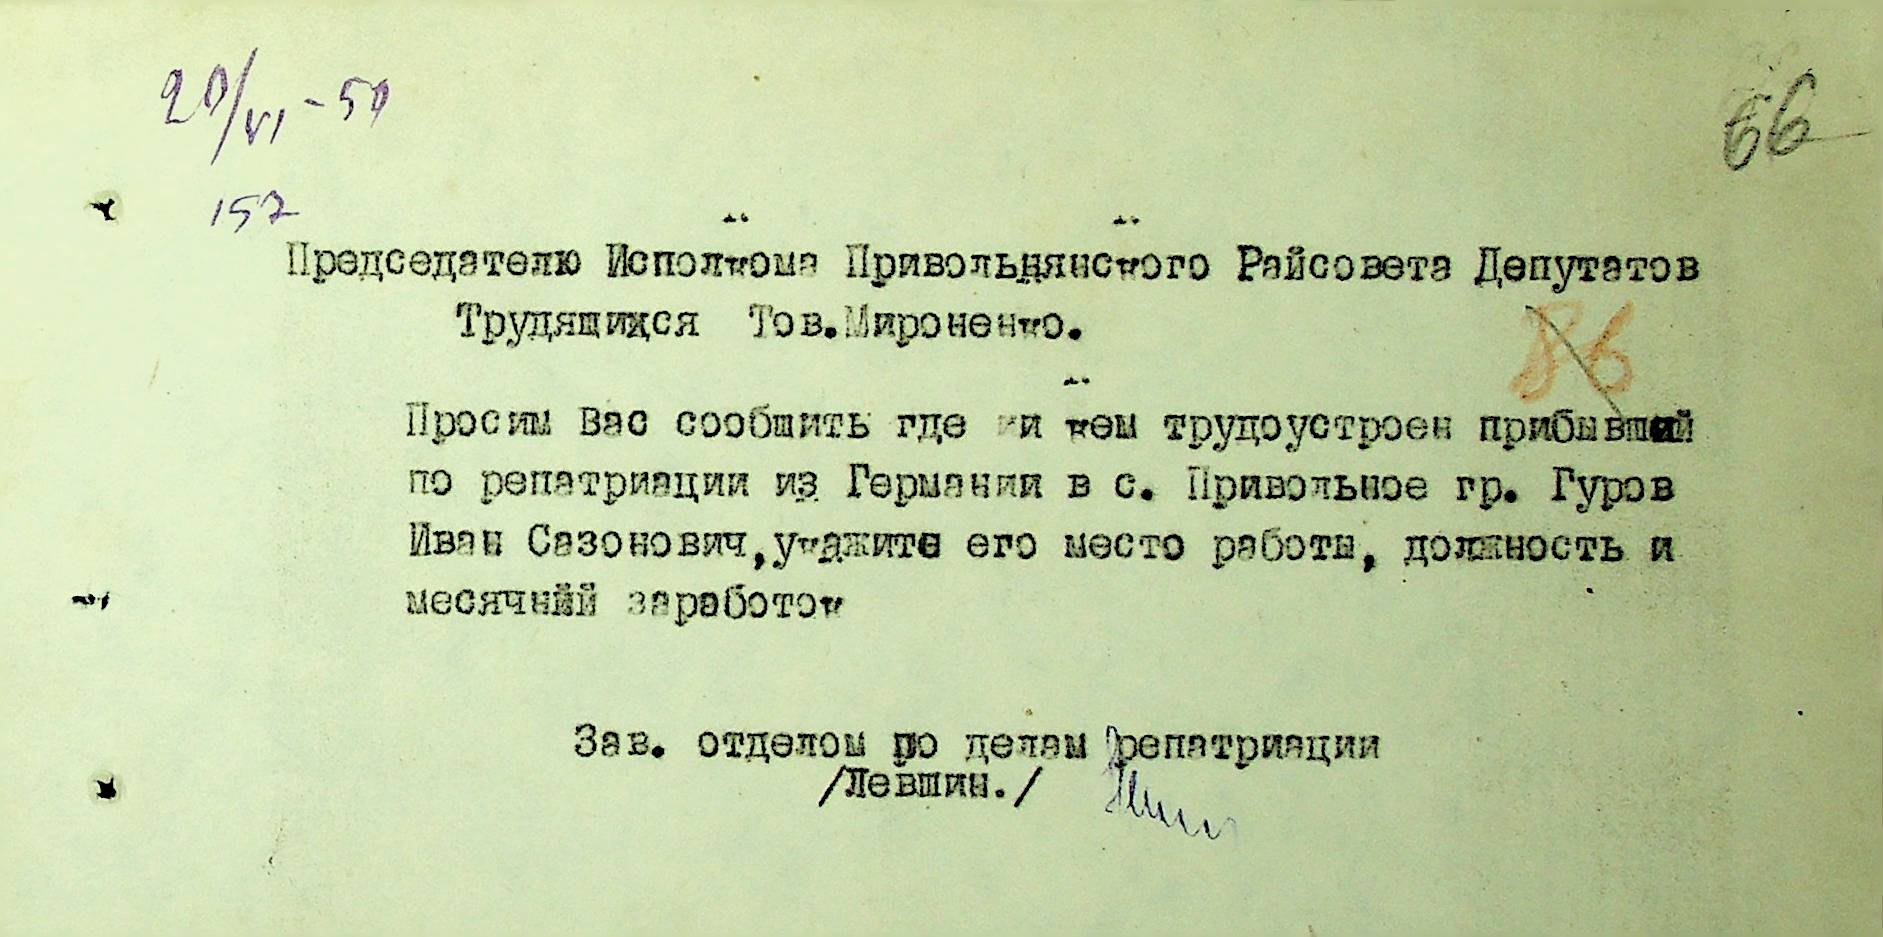 20/VI - 50
66
157
Председателю Исполкома Привольнянского Райсовета Депутатов
Трудящихся Тов.Мироненко.
86
Просим Вас сообшить где и кем трудоустроен прибывший
по репатриации из Германии в с. Привольное гр. Гуров
Иван Сазонович,укажите его место работы, должность и
месячный заработок
Зав. отделом по делам репатриации
/Левшин./